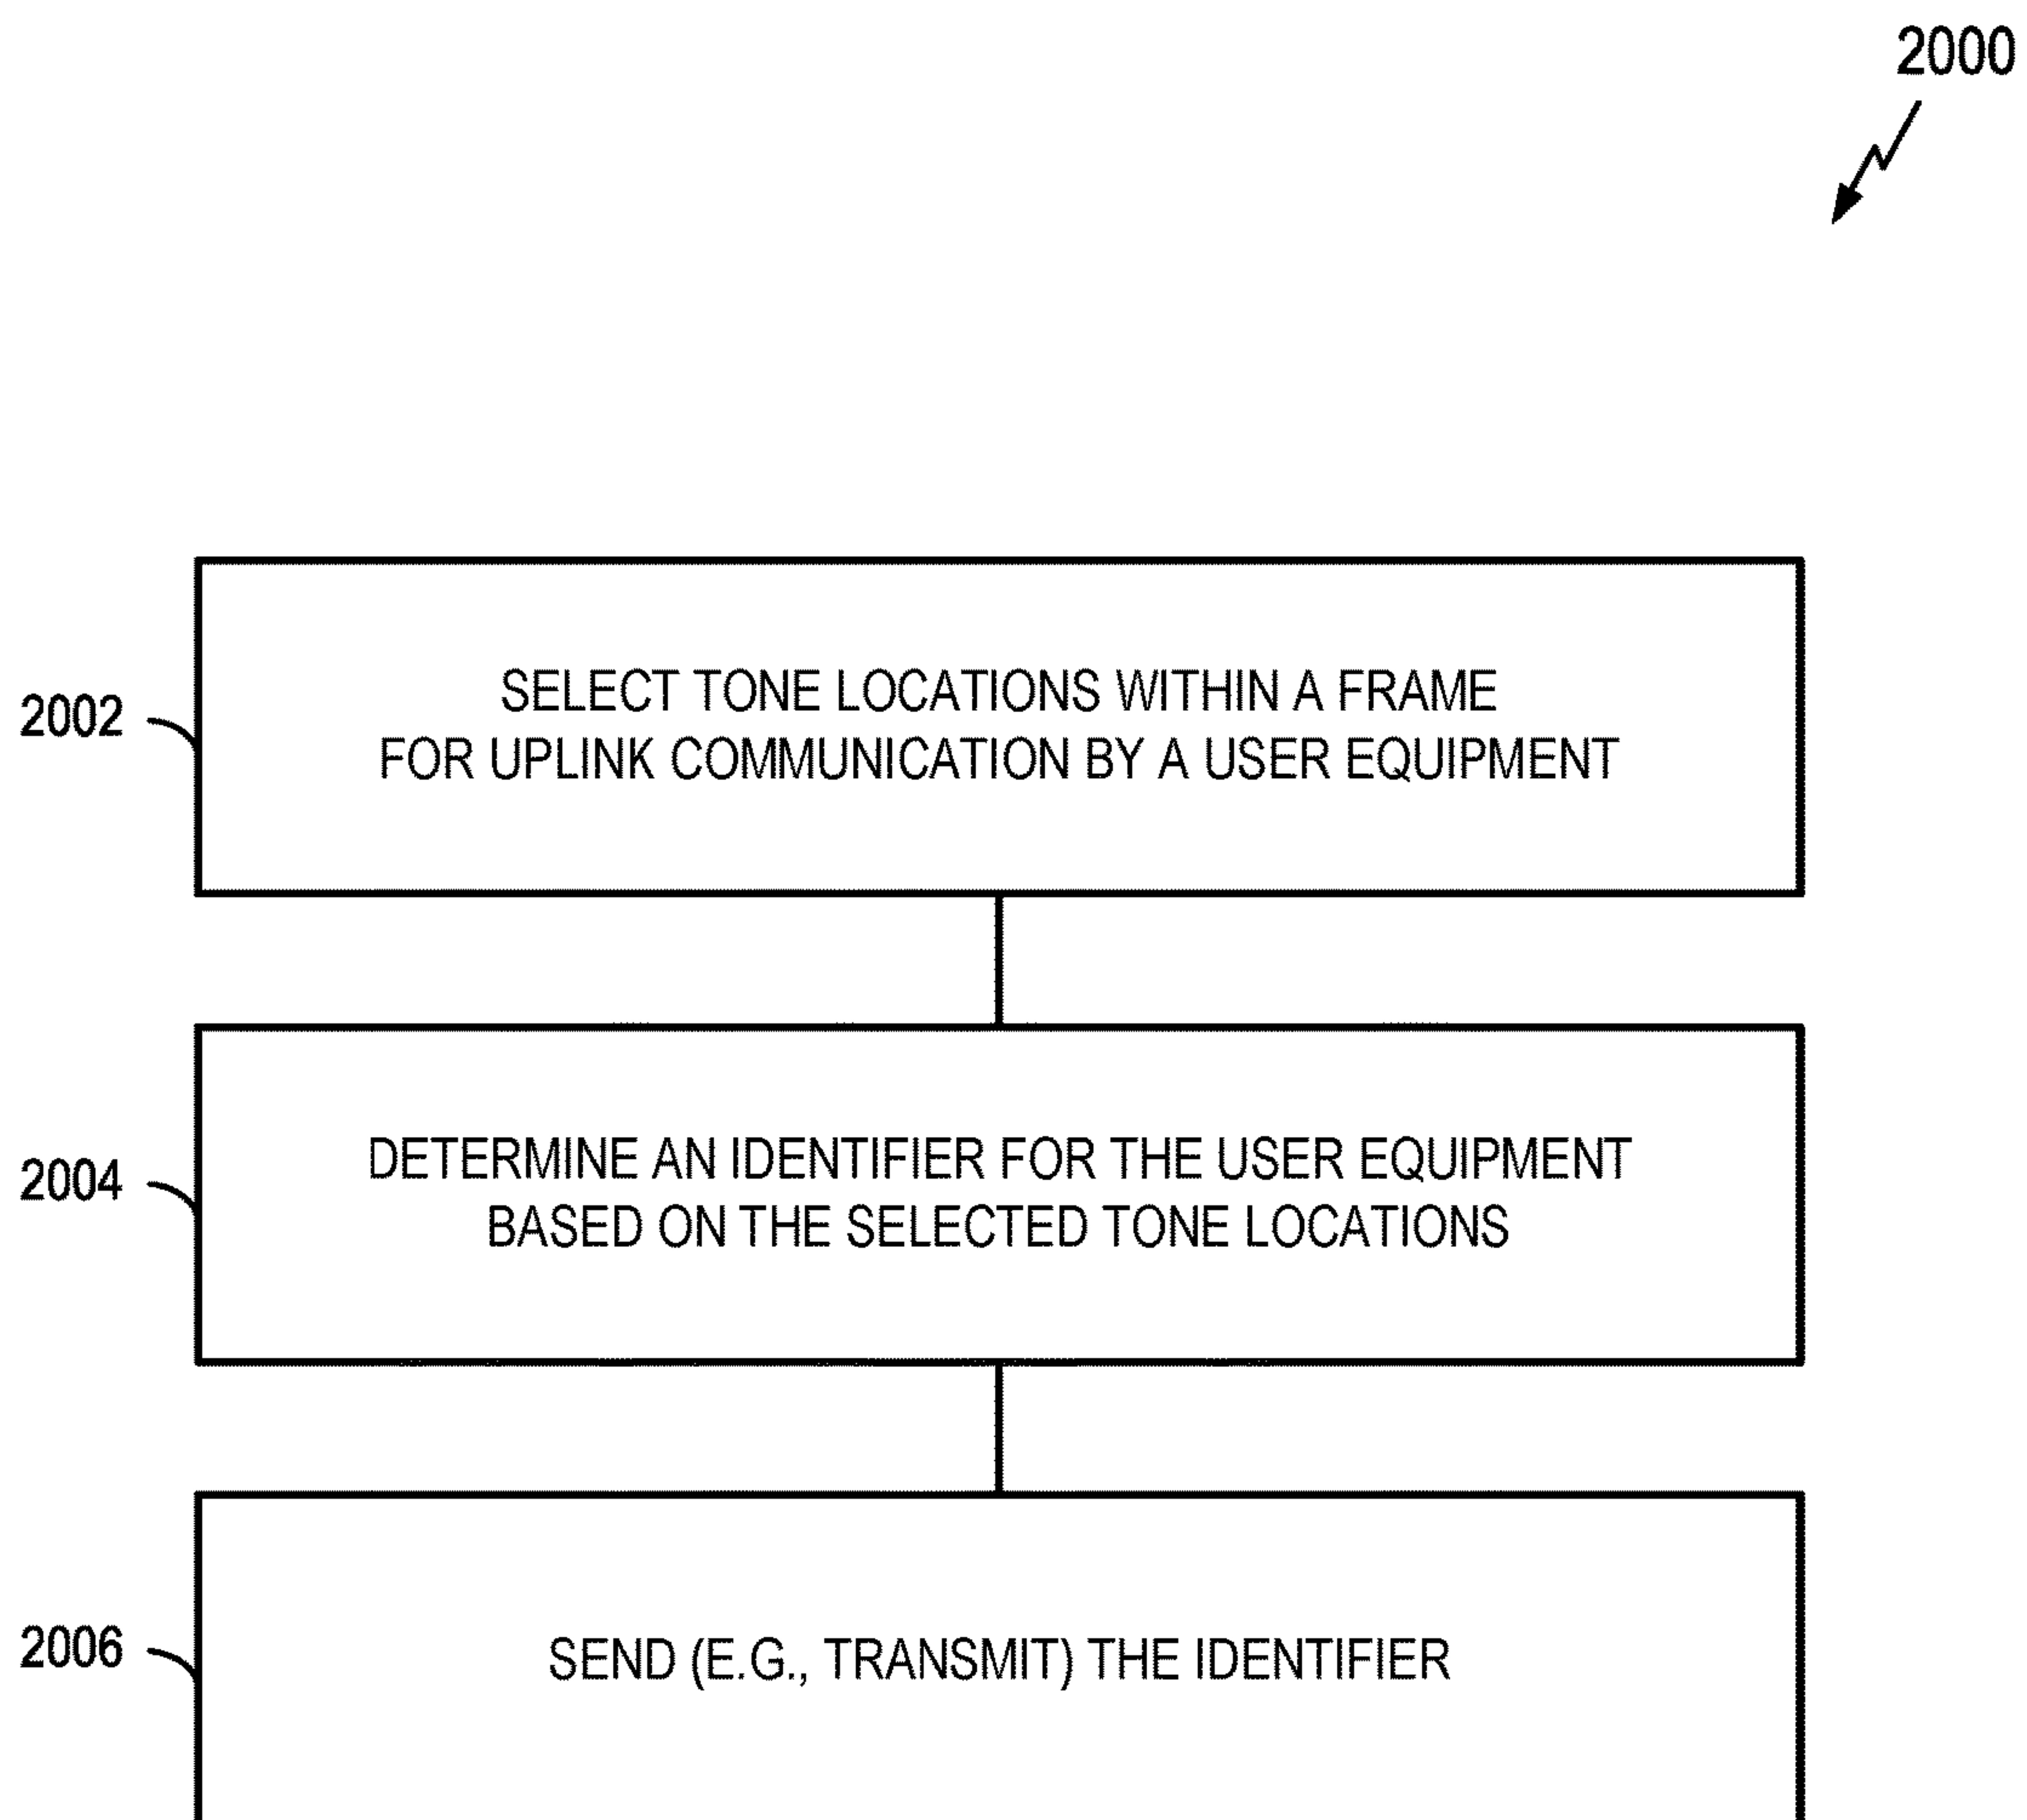 2000
2002
SELECT TONE LOCATIONS WITHIN A FRAME
FOR UPLINK COMMUNICATION BY A USER EQUIPMENT
2004
DETERMINE AN IDENTIFIER FOR THE USER EQUIPMENT
BASED ON THE SELECTED TONE LOCATIONS
2006
SEND (E.G., TRANSMIT) THE IDENTIFIER